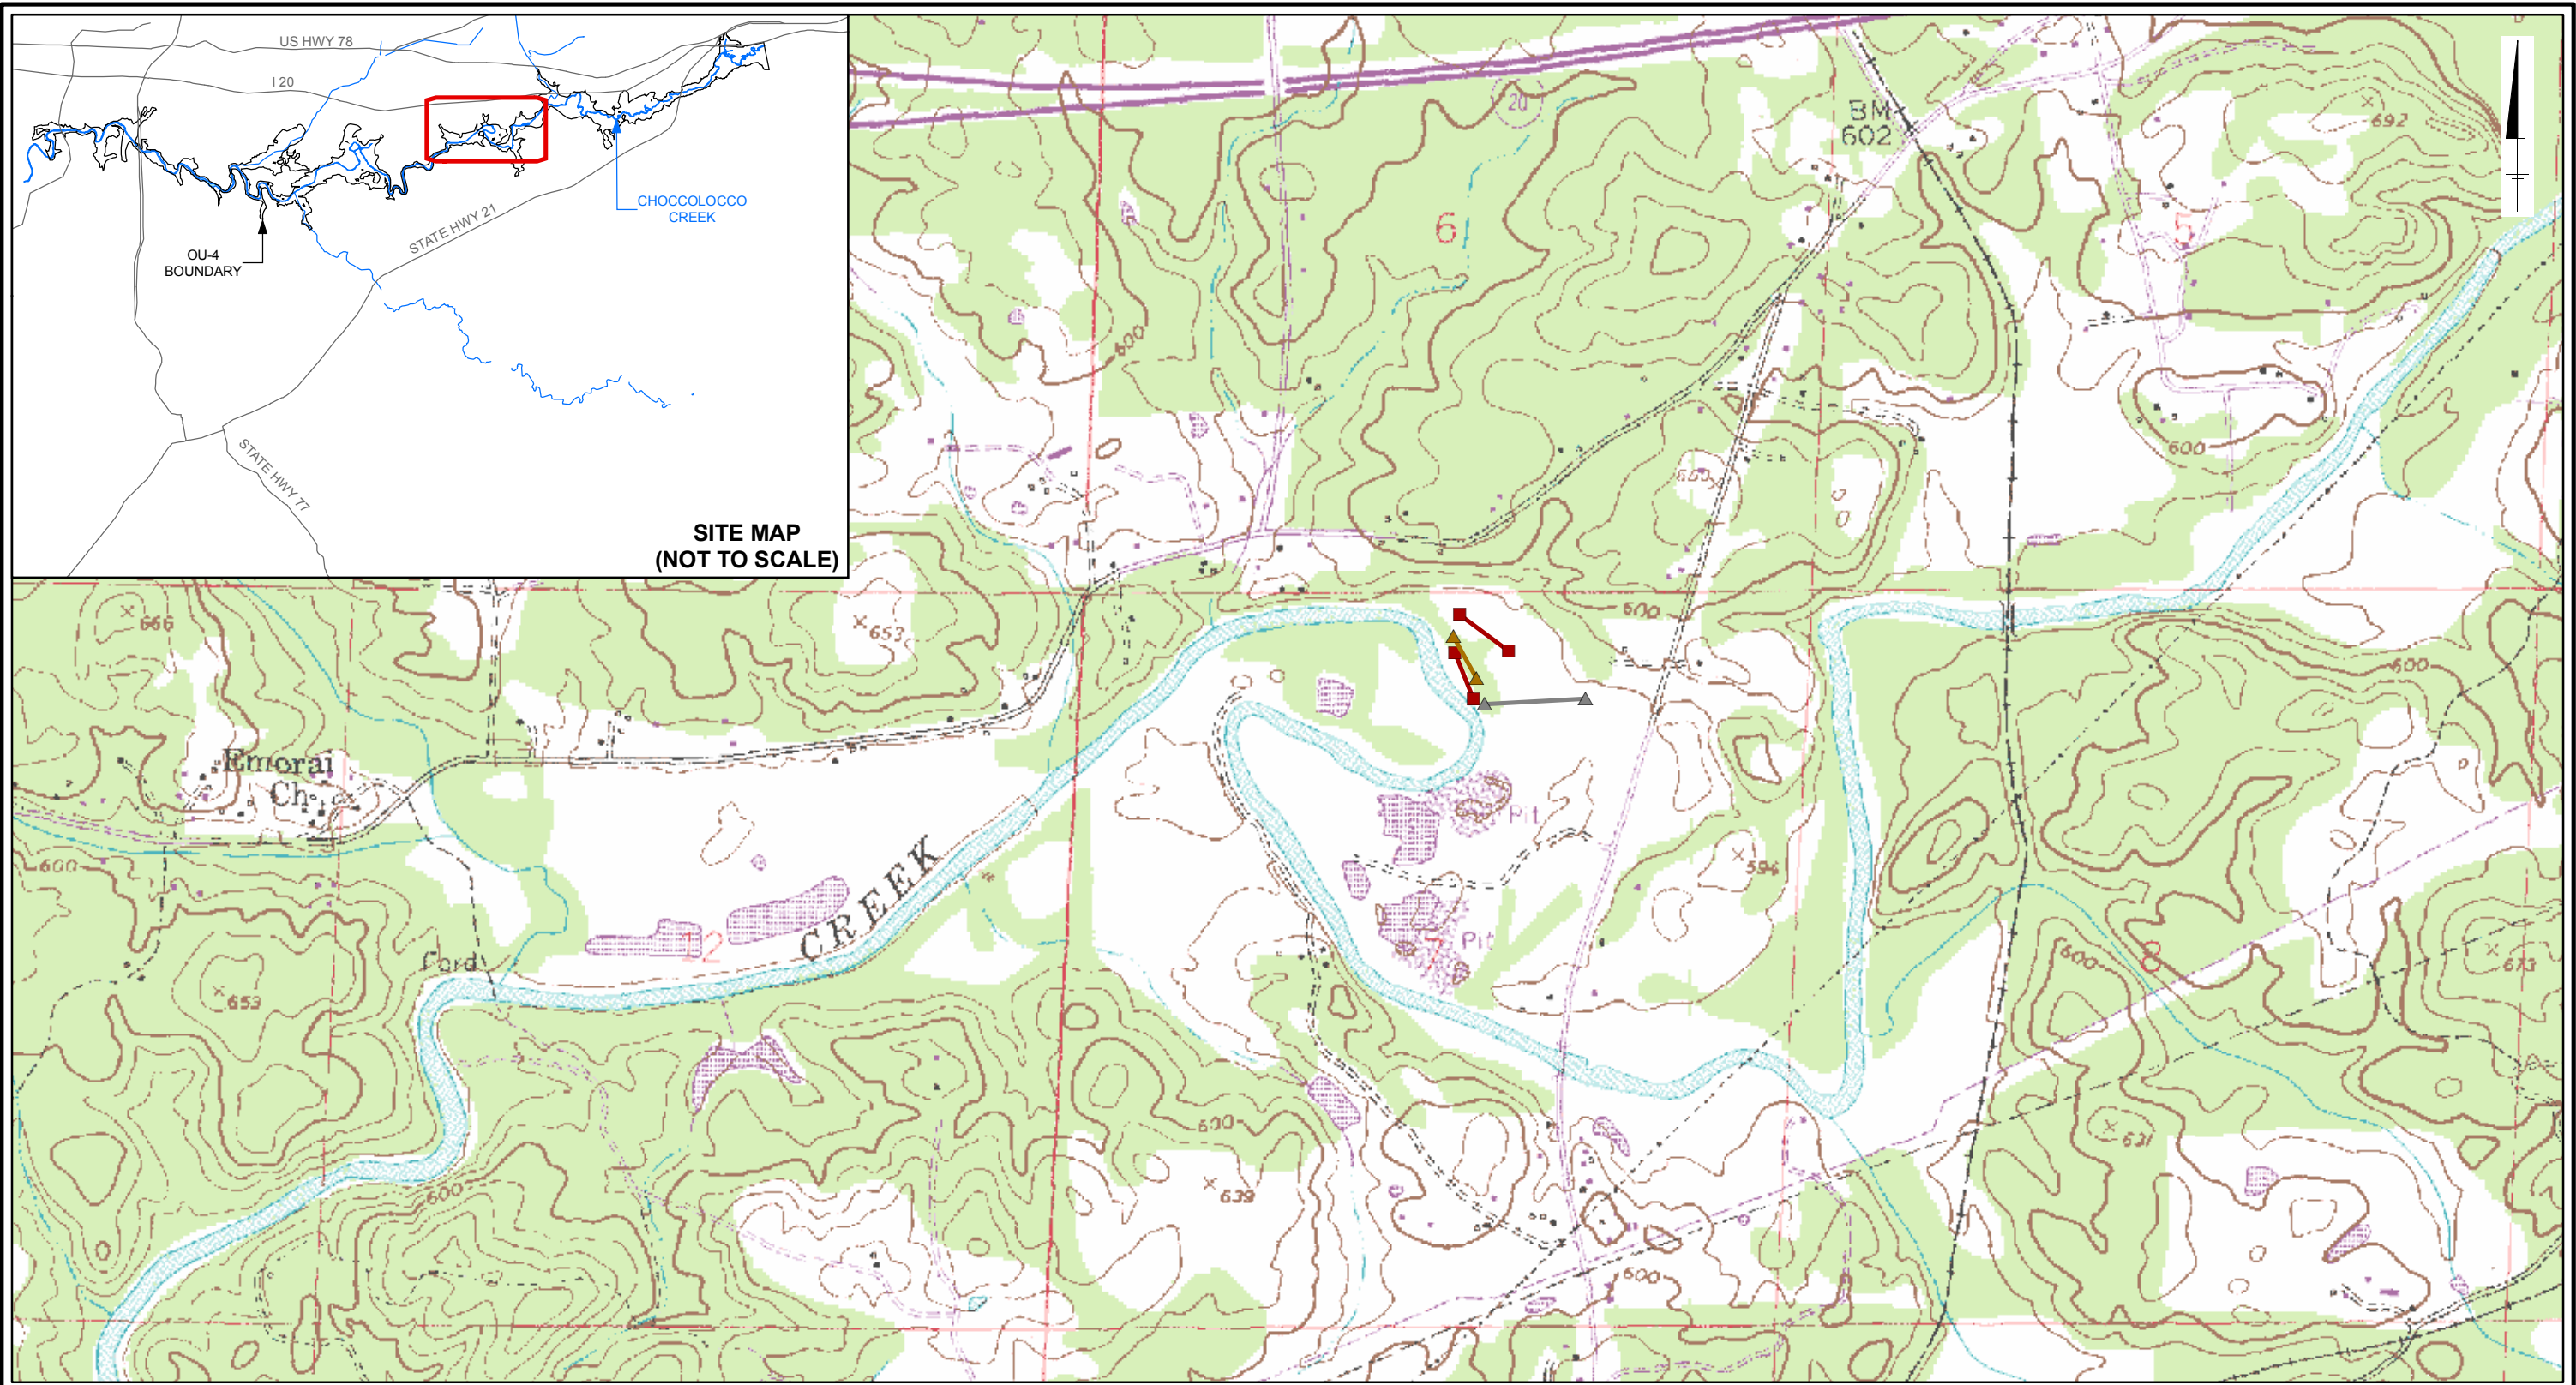 US HWY 78
I 20
CHOCCOLOCCO
CREEK
STATE HWY 21
OU-4
BOUNDARY
STATE HWY 77
SITE MAP
(NOT TO SCALE)
20
BM
602
692
6
5
600
600
600
666
653
600
Emorai
Ch
Pit
594
600
CREEK
12
Pit
7
8
600
673
Ford
653
600
631
600
639
600